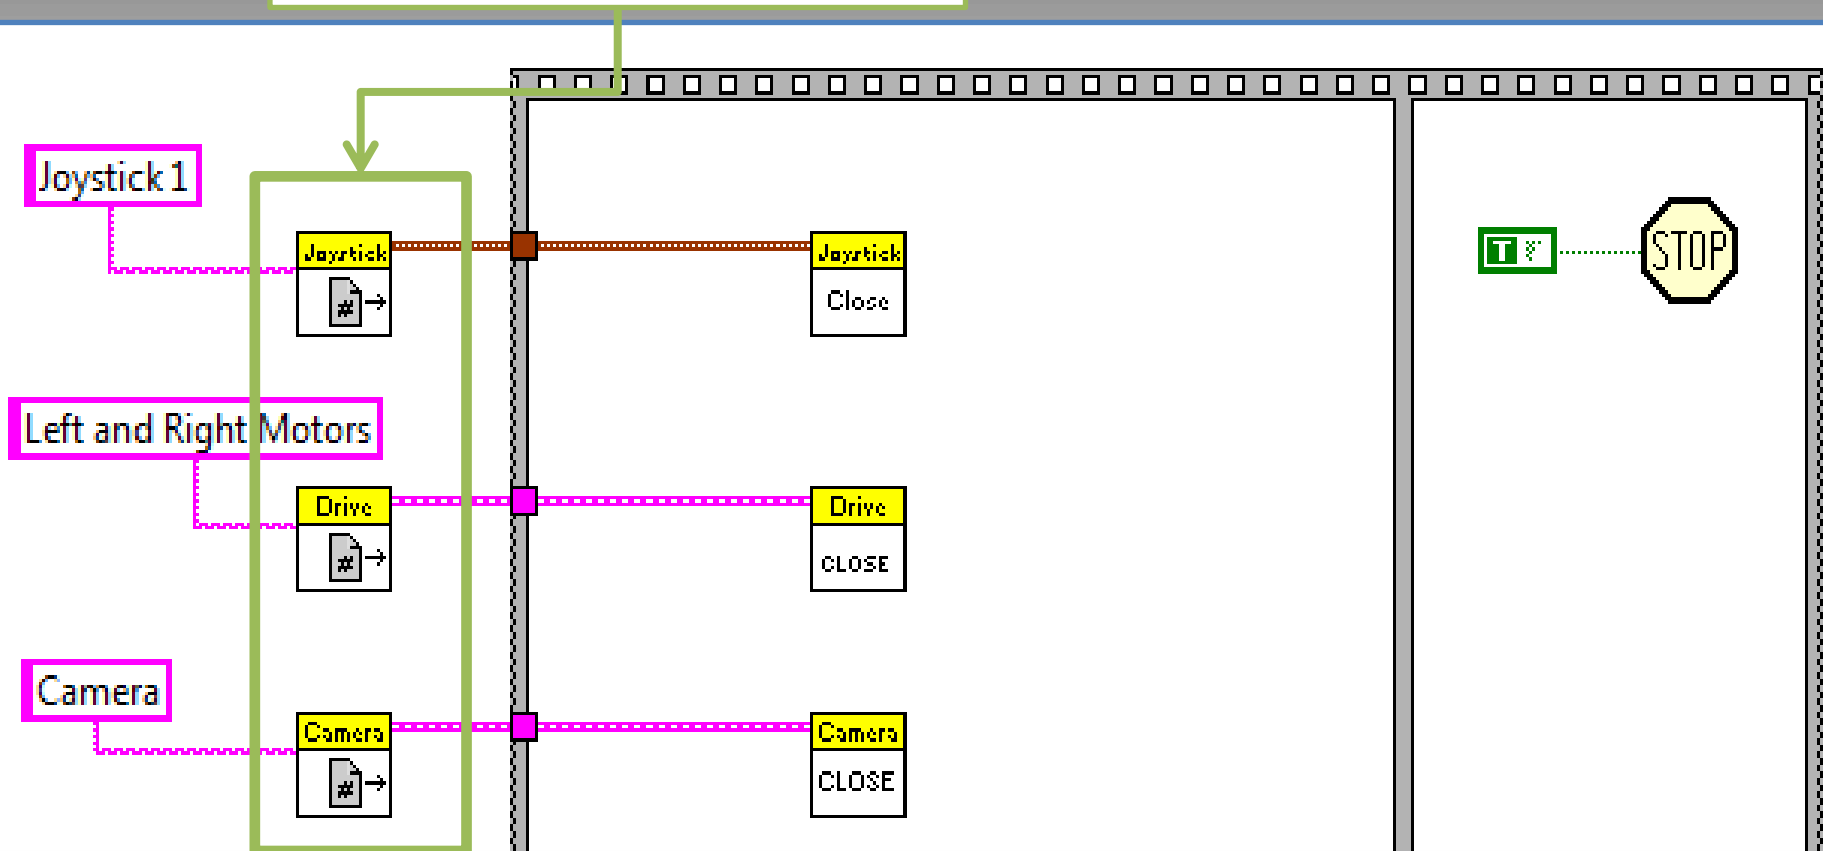 Joystick 1
Joystick
#
Joystick
Close
T
STOP
Left and Right Motors
Drive
#
Drive
CLOSE
Camera
Camera
#
Camera
CLOSE